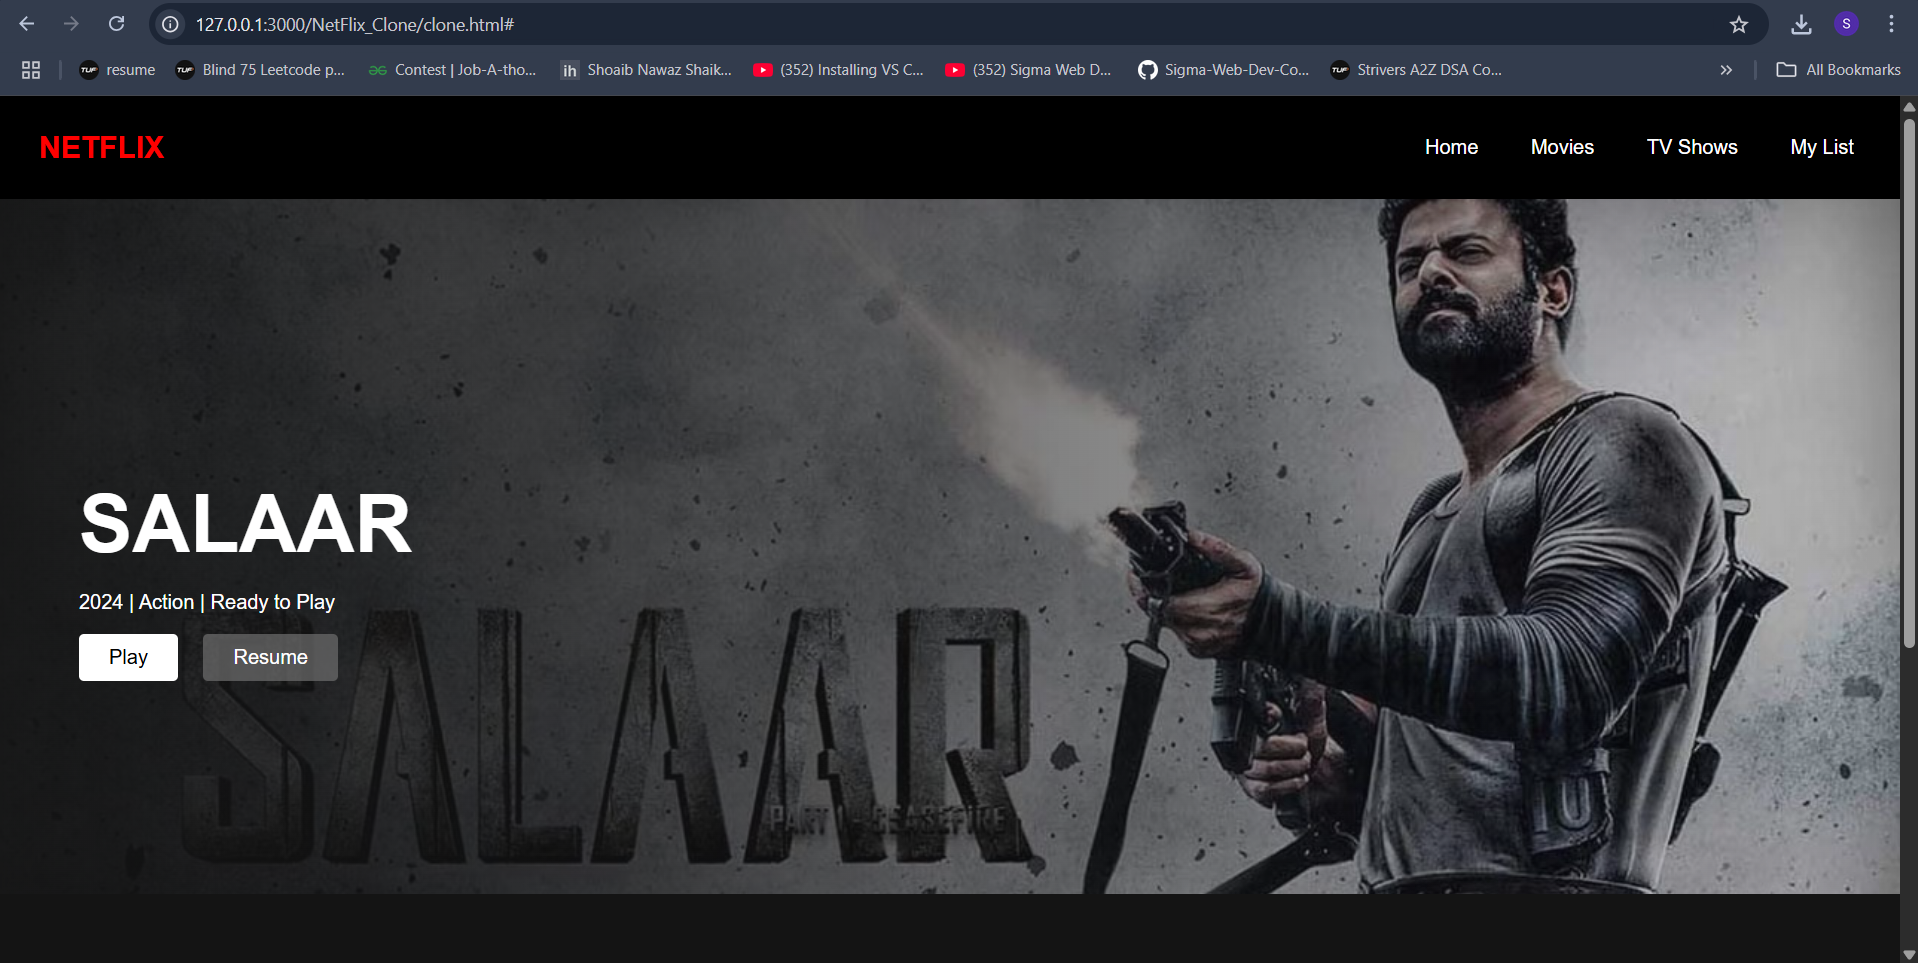 127.0.0.1:3000/NetFlix_Clone/clone.html#
S
resume
Blind 75 Leetcode p...
Contest | Job-A-tho...
ih
Shoaib Nawaz Shaik...
(352) Installing VS C...
(352) Sigma Web D...
Sigma-Web-Dev-Co...
TUF
Strivers A2Z DSA Co...
All Bookmarks
NETFLIX
Home
Movies
TV Shows
My List
SALAAR
2024 | Action | Ready to Play
Play
Resume
SALAAR
PART 1 - CEASEFIRE